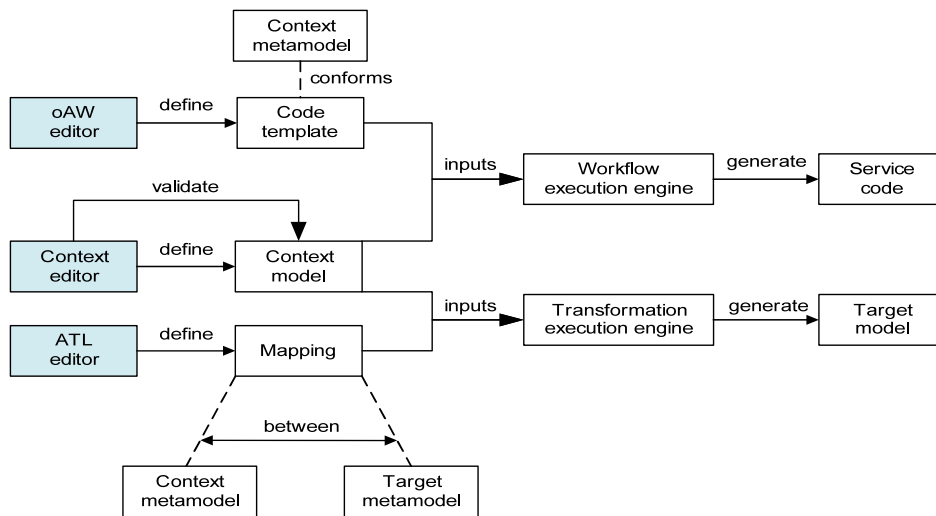 Context
metamodel
conforms
oAW
editor
define
Code
template
inputs
Workflow
execution engine
generate
Service
code
validate
Context
editor
define
Context
model
inputs
Transformation
execution engine
generate
Target
model
ATL
editor
define
Mapping
between
Context
metamodel
Target
metamodel